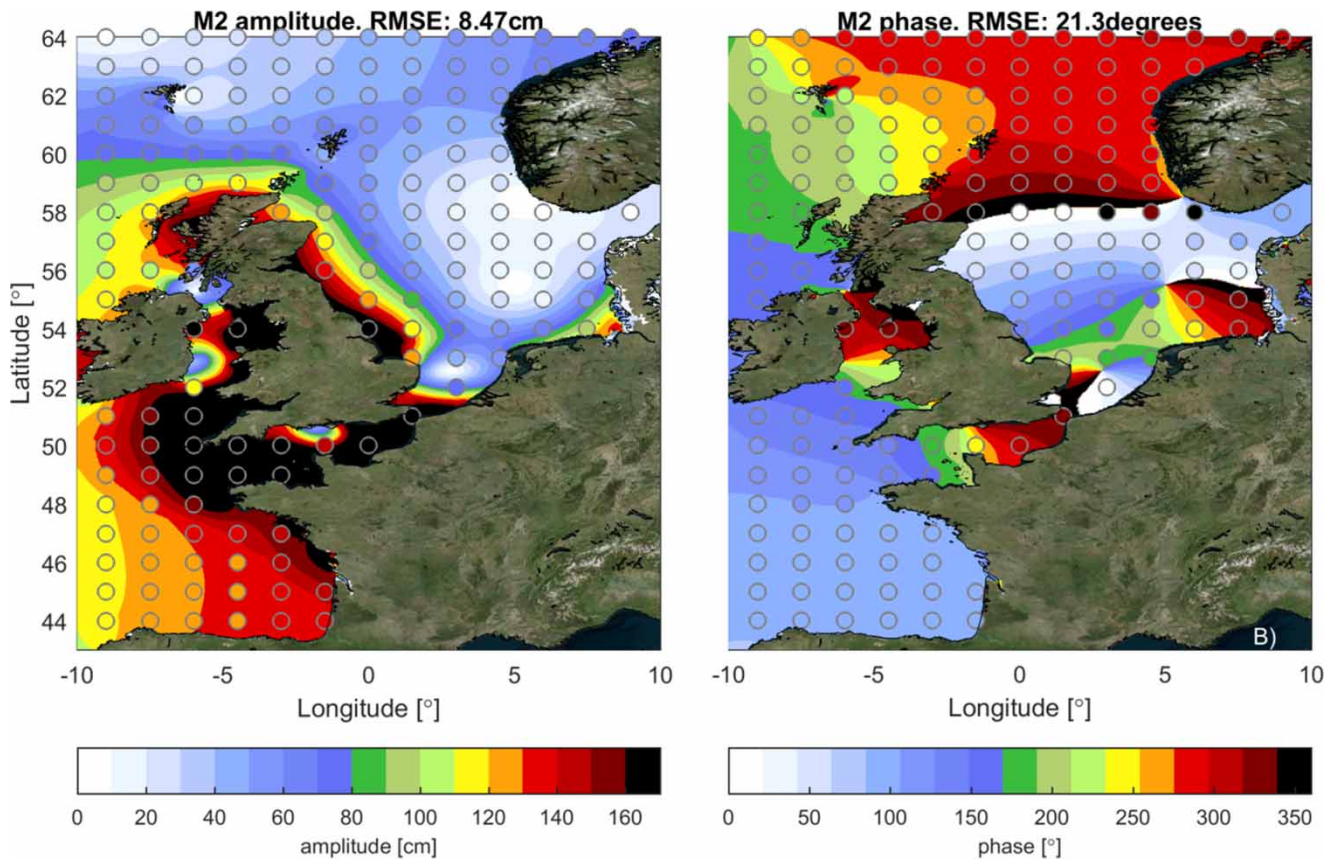 M2 amplitude. RMSE: 8.47cm
M2 phase. RMSE: 21.3degrees
64
62
60
58
56
54
52
50
48
46
44
Latitude [°]
B)
-10 -5 0 5 10
-10 -5 0 5 10
Longitude [°]
Longitude [°]
0 20 40 60 80 100 120 140 160
0 50 100 150 200 250 300 350
amplitude [cm]
phase [°]